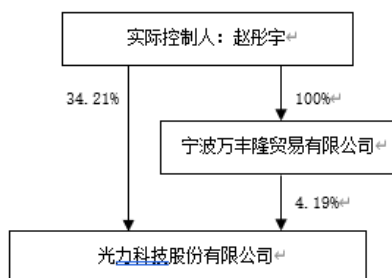 实际控制人：赵彤宇
34.21%
100%
宁波万丰隆贸易有限公司
4.19%
光力科技股份有限公司